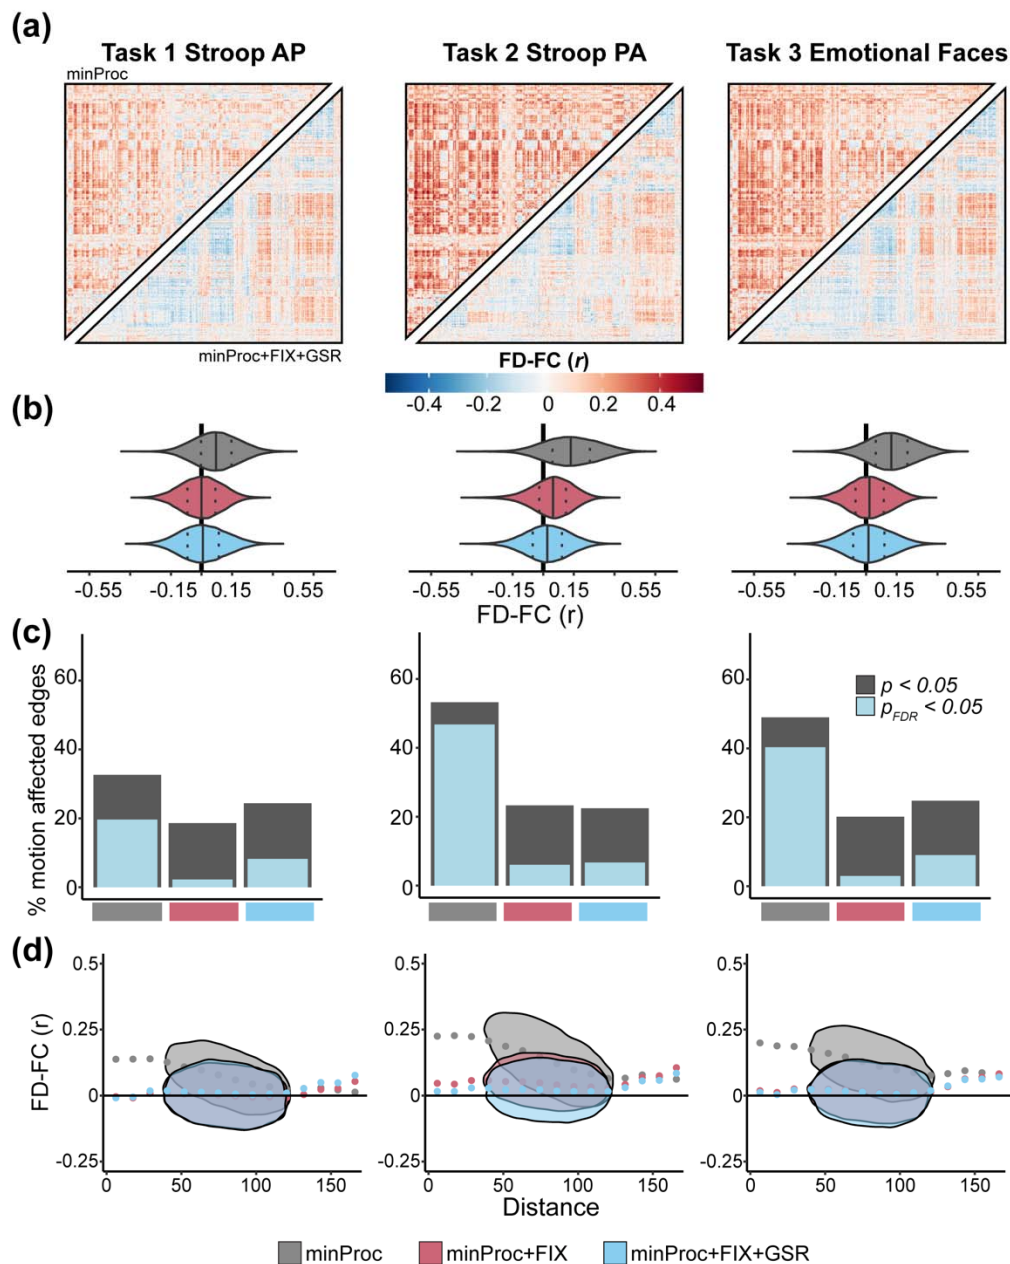 (a)
Task 1 Stroop AP Task 2 Stroop PA Task 3 Emotional Faces
minProc
minProc+FIX+GSR
FD-FC (r)
-0.4 -0.2 0 0.2 0.4
(b)
-0.55 -0.15 0.15 0.55 -0.55 -0.15 0.15 0.55 -0.55 -0.15 0.15 0.55
FD-FC (r)
(c)
% motion affected edges
60 60 60
40 40 40
20 20 20
0 0 0
p < 0.05
pFDR < 0.05
(d)
FD-FC (r)
0.5 0.5 0.5
0.25 0.25 0.25
0 0 0
-0.25 -0.25 -0.25
0 50 100 150 0 50 100 150 0 50 100 150
Distance
minProc minProc+FIX minProc+FIX+GSR